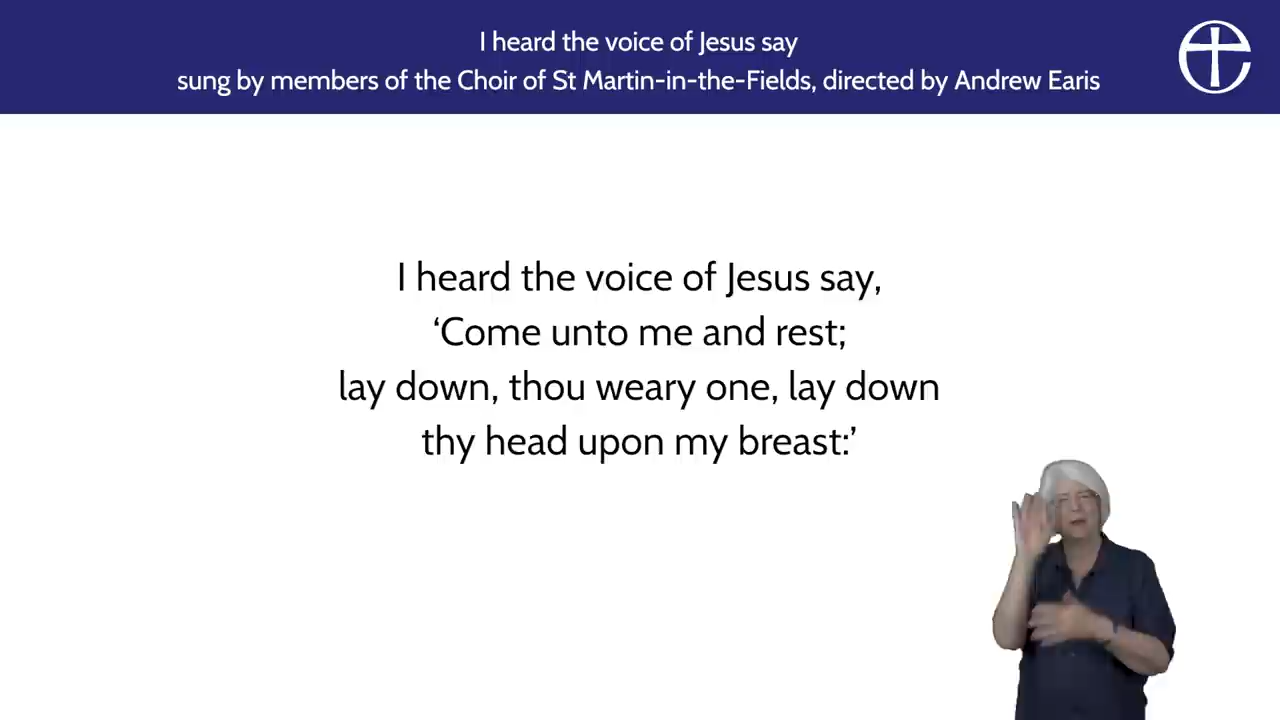 I heard the voice of Jesus say
sung by members of the Choir of St Martin-in-the-Fields, directed by Andrew Earis
I heard the voice of Jesus say,
‘Come unto me and rest;
lay down, thou weary one, lay down
thy head upon my breast:’